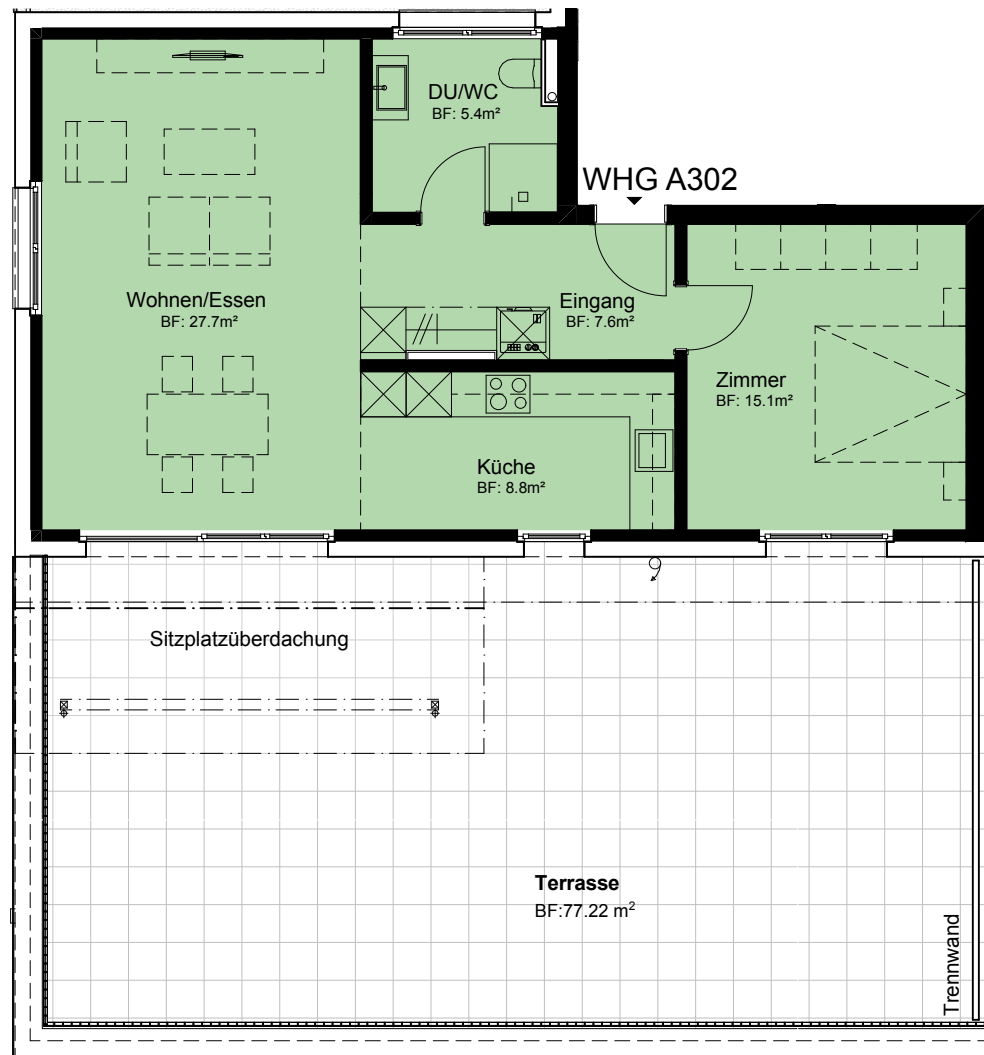 DU/WC
BF: 5.4m²
WHG A302
Wohnen/Essen
BF: 27.7m²
Eingang
BF: 7.6m²
Zimmer
BF: 15.1m²
Küche
BF: 8.8m²
Sitzplatzüberdachung
Terrasse
BF:77.22 m²
Trennwand